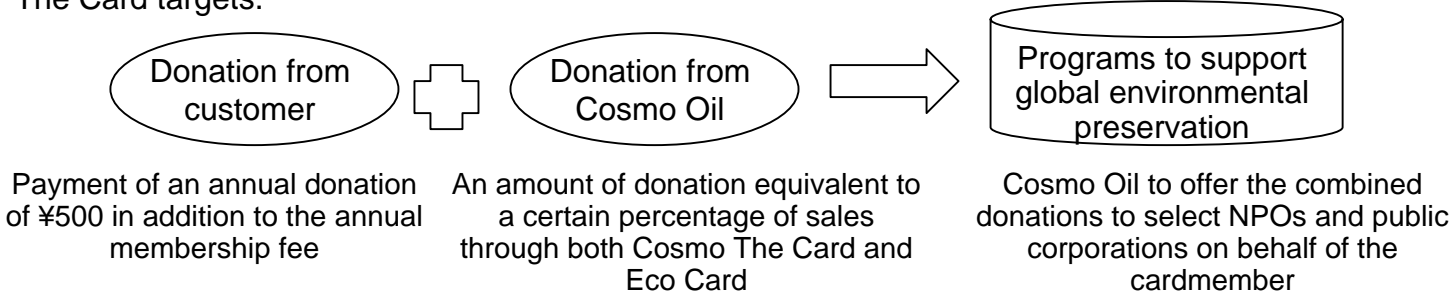 The Card targets.
Donation from
customer
Donation from
Cosmo Oil
Programs to support
global environmental
preservation
Payment of an annual donation
of ¥500 in addition to the annual
membership fee
An amount of donation equivalent to
a certain percentage of sales
through both Cosmo The Card and
Eco Card
Cosmo Oil to offer the combined
donations to select NPOs and public
corporations on behalf of the
cardmember